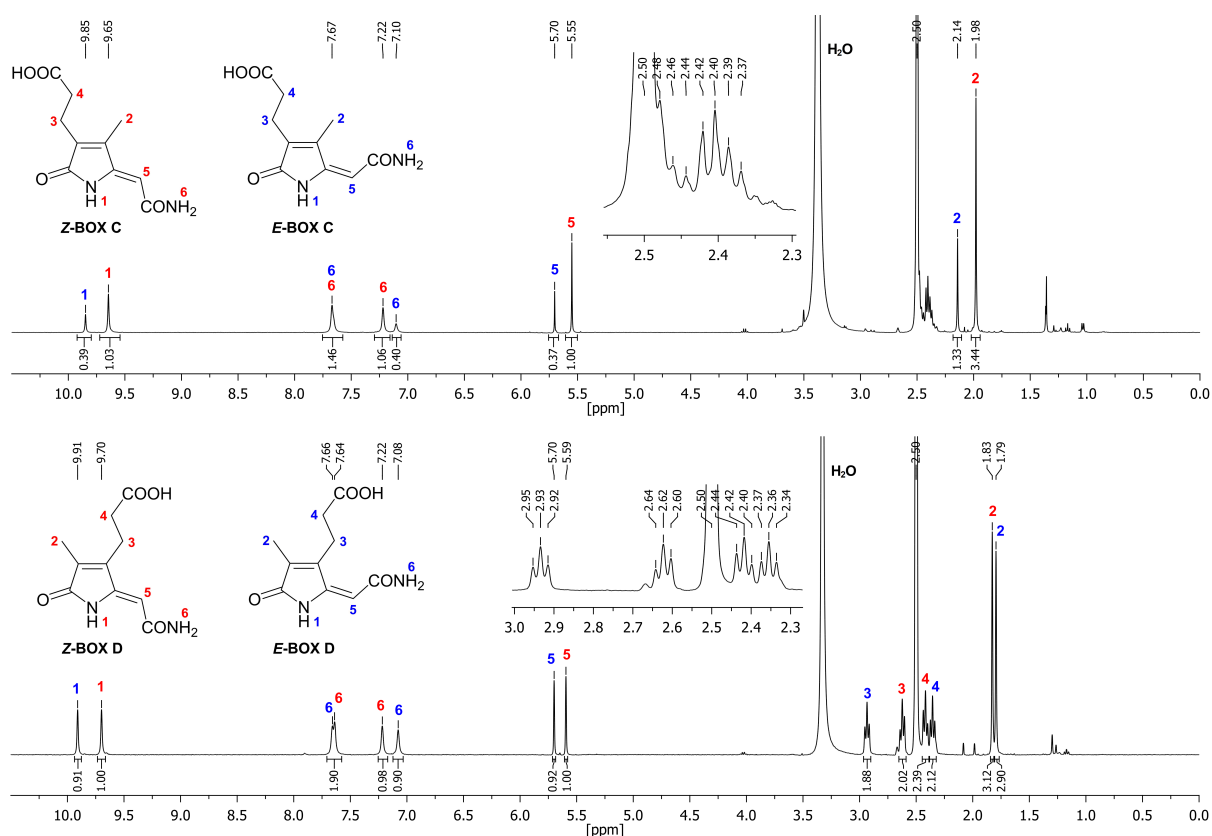 9.85 9.65 7.67 7.22 7.10 5.70 5.55 2.50 2.14 1.98
H₂O
HOOC 4 3 2 5 6 O NH 1 CONH₂
Z-BOX C
HOOC 4 3 2 6 CONH₂ 5 O NH 1
E-BOX C
2.50 2.48 2.46 2.44 2.42 2.40 2.39 2.37
2.5 2.4 2.3
1 1 6 6 6 6 5 5 2 2
0.39 1.03 1.46 1.06 0.40 0.37 1.00 1.33 3.44
10.0 9.5 9.0 8.5 8.0 7.5 7.0 6.5 6.0 5.5 5.0 4.5 4.0 3.5 3.0 2.5 2.0 1.5 1.0 0.5 0.0
[ppm]
9.91 9.70 7.66 7.64 7.22 7.08 5.70 5.59 2.50 1.83 1.79
H₂O
COOH 4 2 3 5 6 O NH 1 CONH₂
Z-BOX D
COOH 4 2 3 6 CONH₂ 5 O NH 1
E-BOX D
2.95 2.93 2.92 2.64 2.62 2.60 2.50 2.44 2.42 2.40 2.37 2.36 2.34
3.0 2.9 2.8 2.7 2.6 2.5 2.4 2.3
1 1 6 6 6 6 5 5 3 3 4 4 2 2
0.91 1.00 1.90 0.98 0.90 0.92 1.00 1.88 2.02 2.39 2.12 3.12 2.90
10.0 9.5 9.0 8.5 8.0 7.5 7.0 6.5 6.0 5.5 5.0 4.5 4.0 3.5 3.0 2.5 2.0 1.5 1.0 0.5 0.0
[ppm]